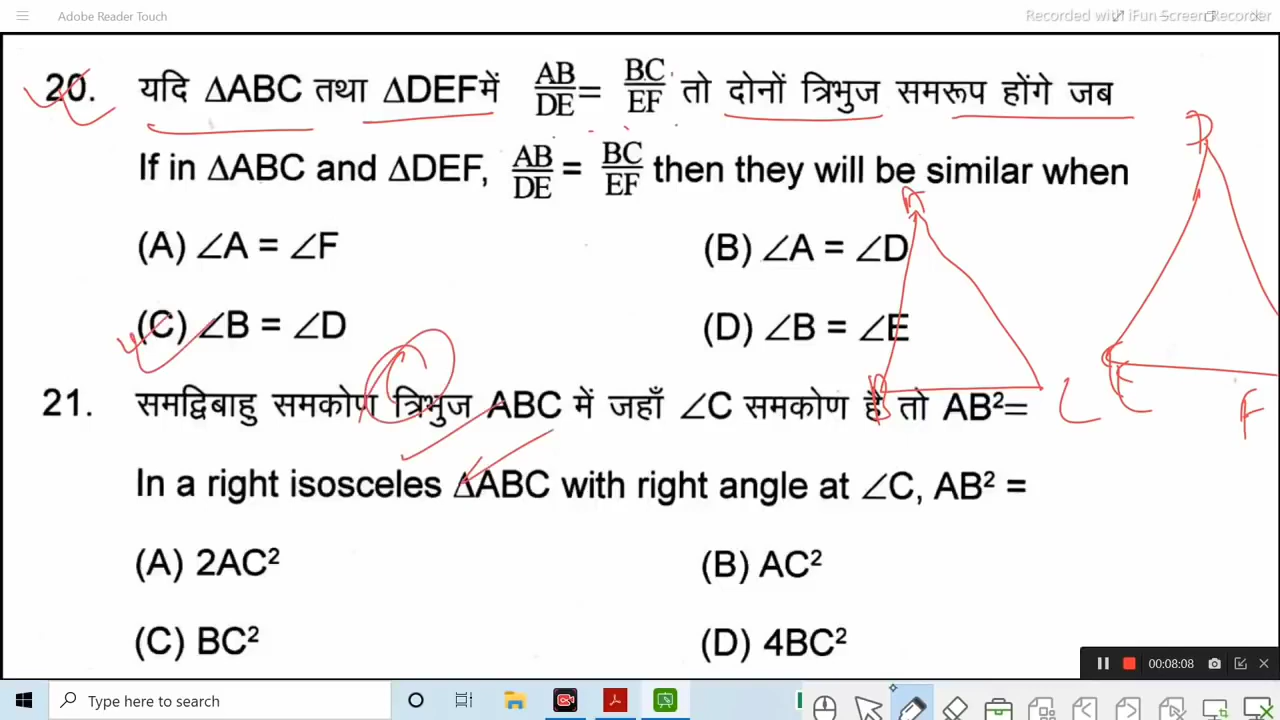 Adobe Reader Touch
Recorded with iFun Screen Recorder
20. यदि ΔABC तथा ΔDEFमें AB/DE = BC/EF तो दोनों त्रिभुज समरूप होंगे जब
If in ΔABC and ΔDEF, AB/DE = BC/EF then they will be similar when
(A) ∠A = ∠F (B) ∠A = ∠D
(C) ∠B = ∠D (D) ∠B = ∠E
21. समद्विबाहु समकोण त्रिभुज ABC में जहाँ ∠C समकोण है तो AB²=
In a right isosceles ΔABC with right angle at ∠C, AB² =
(A) 2AC² (B) AC²
(C) BC² (D) 4BC²
A
B
C
D
E
F
00:08:08
Type here to search